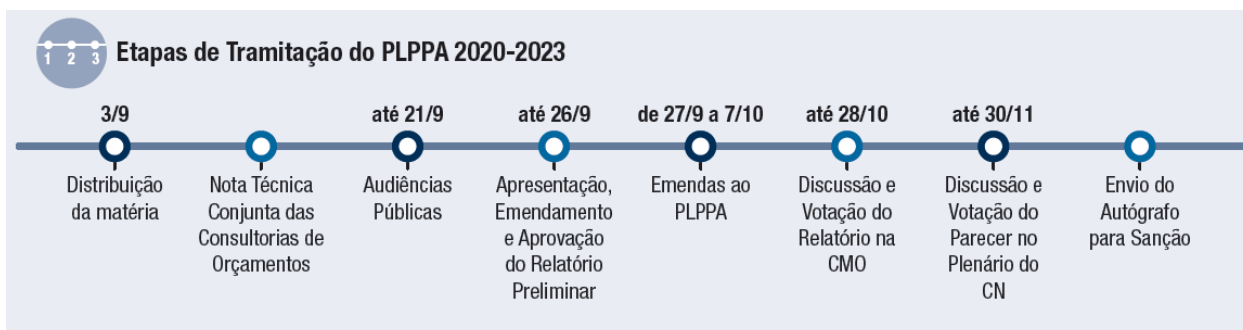 1 2 3
Etapas de Tramitação do PLPPA 2020-2023
3/9
Distribuição
da matéria
Nota Técnica
Conjunta das
Consultorias de
Orçamentos
até 21/9
Audiências
Públicas
até 26/9
Apresentação,
Emendamento
e Aprovação
do Relatório
Preliminar
de 27/9 a 7/10
Emendas ao
PLPPA
até 28/10
Discussão e
Votação do
Relatório na
CMO
até 30/11
Discussão e
Votação do
Parecer no
Plenário do
CN
Envio do
Autógrafo
para Sanção